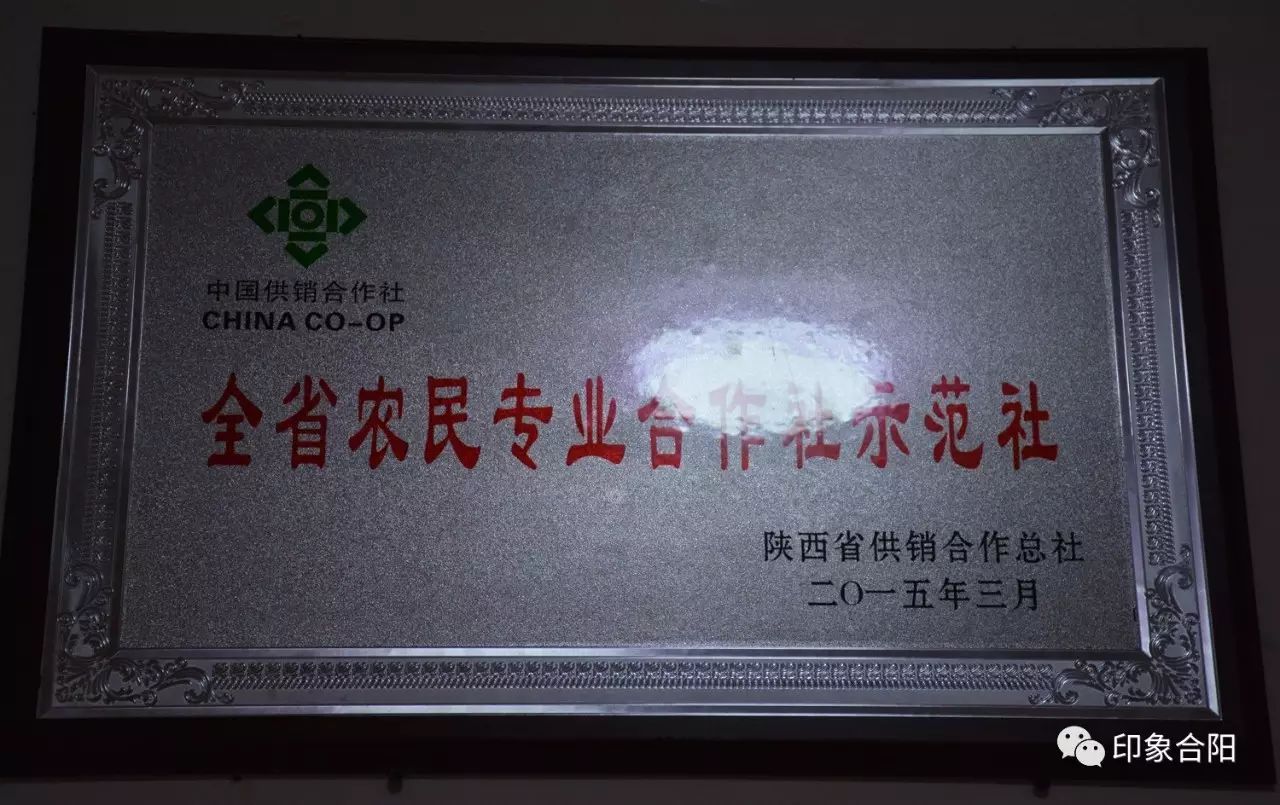 中国供销合作社
CHINA CO-OP
全省农民专业合作社示范社
陕西省供销合作总社
二〇一五年三月
印象合阳